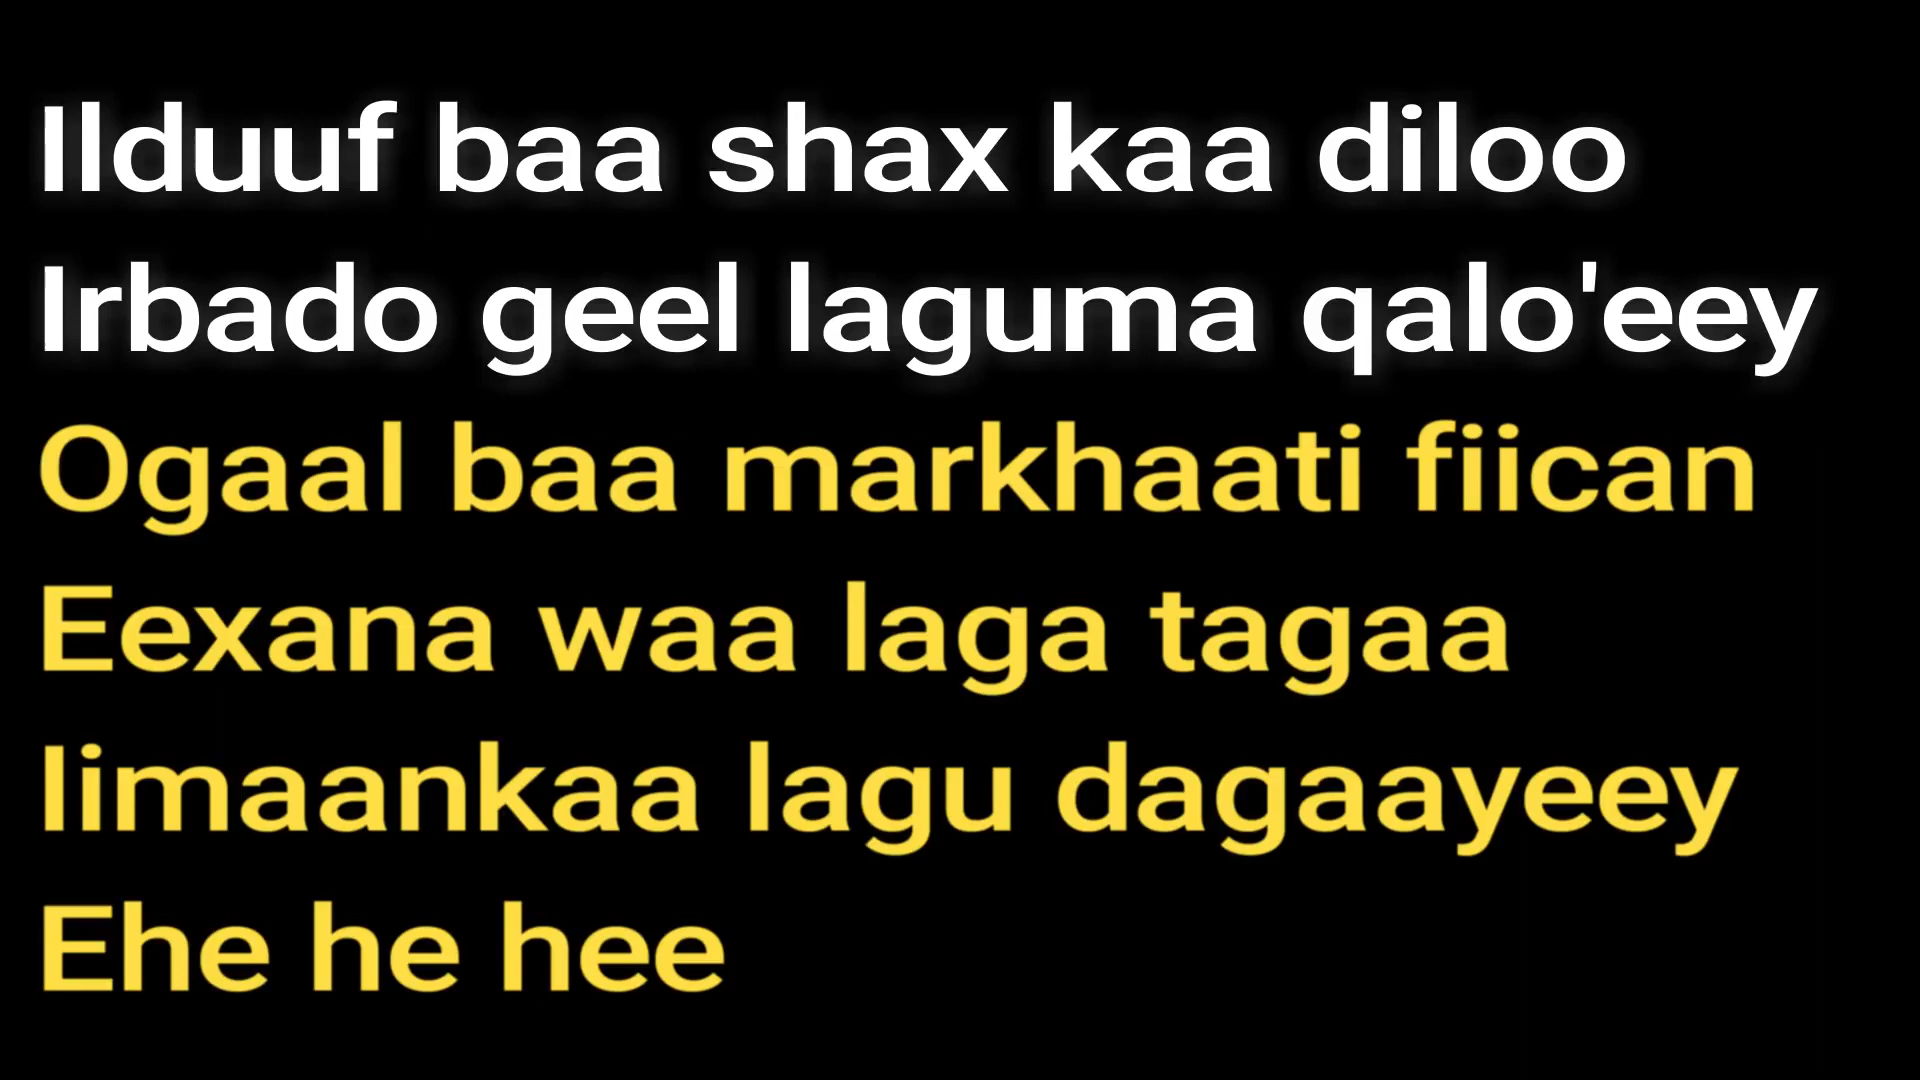 Ilduuf baa shax kaa diloo
Irbado geel laguma qalo'eey
Ogaal baa markhaati fiican
Eexana waa laga tagaa
Iimaankaa lagu dagaayeey
Ehe he hee